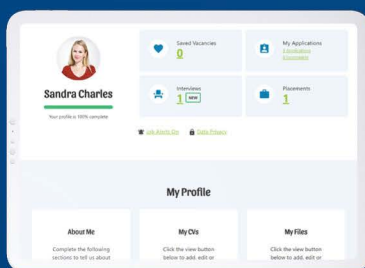 Sandra Charles
Your profile is 100% complete
Saved Vacancies
0
My Applications
Interviews
1 NEW
Placements
1
Job Alerts On
Data Privacy
My Profile
About Me
Complete the following
sections to tell us about
My CVs
Click the view button
below to add, edit or
My Files
Click the view button
below to add, edit or